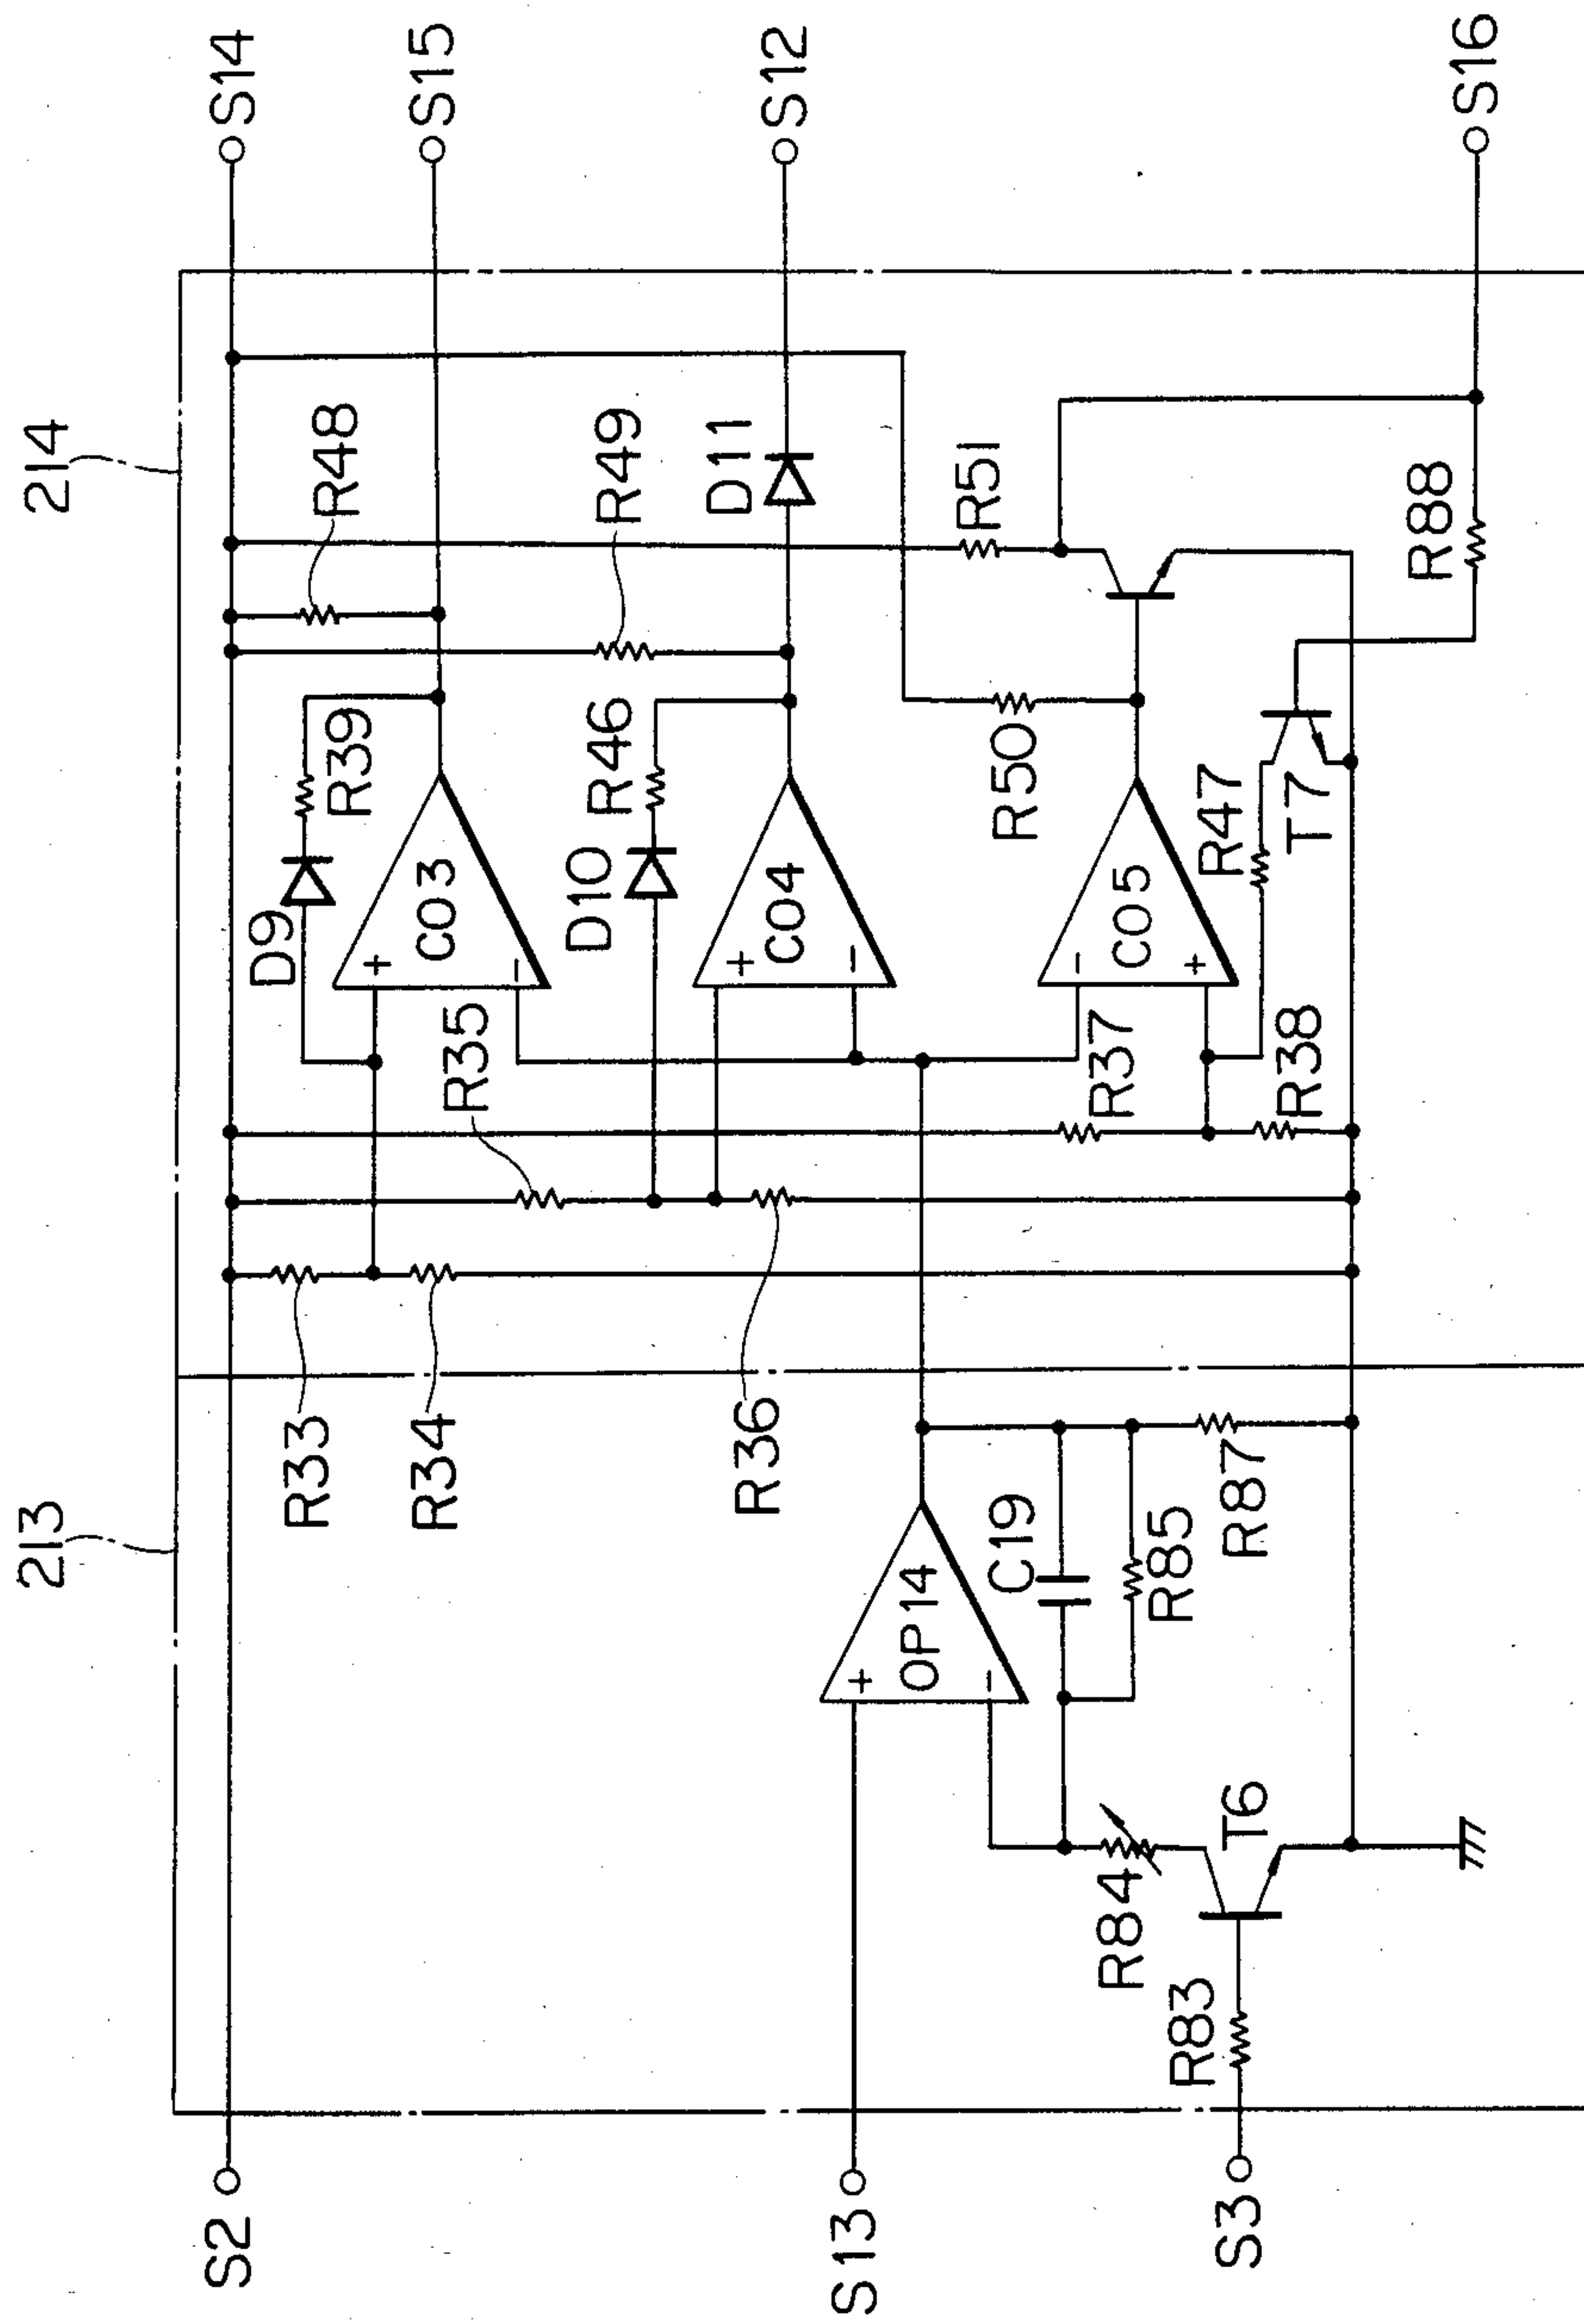 213
214
S2
S14
R33
R34
R48
D9
R39
S15
CO3
+
−
R35
R49
D10
R46
D11
S12
+
CO4
−
R36
S13
+
OP14
−
C19
R85
R87
R50
R51
−
CO5
+
R37
R38
R47
T7
R88
S16
R84
T6
R83
S3